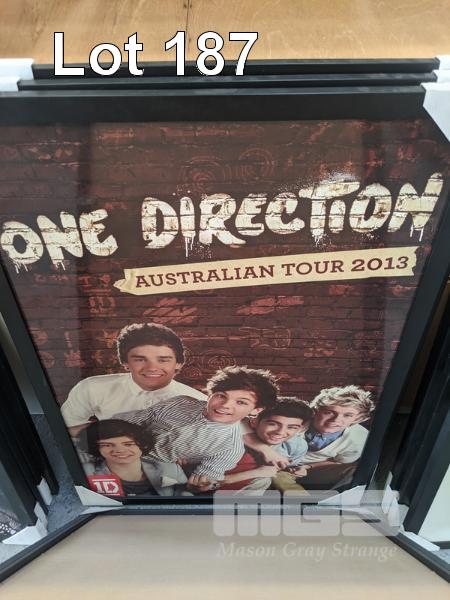 Lot 187
ONE DIRECTION
AUSTRALIAN TOUR 2013
1D
MGS
Mason Gray Strange